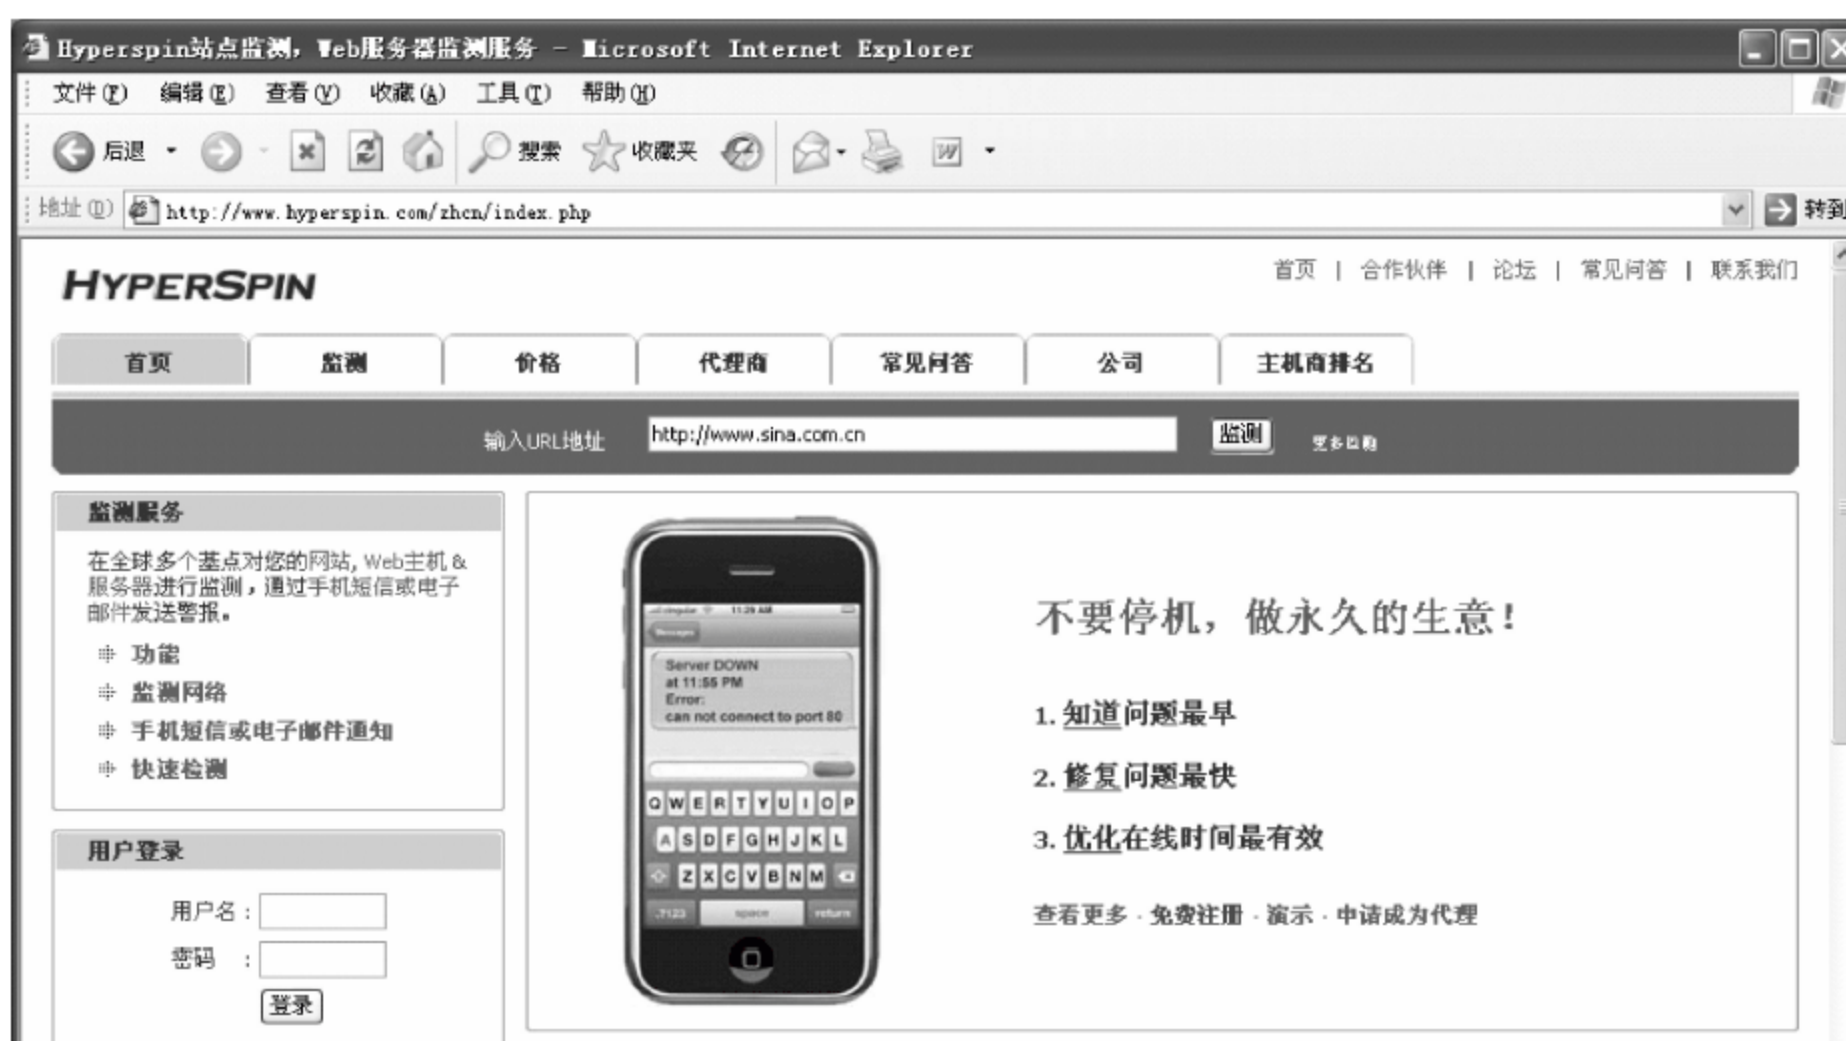 Hyperspin站点监测，Web服务器监测服务 - Microsoft Internet Explorer
文件(F) 编辑(E) 查看(V) 收藏(A) 工具(T) 帮助(H)
后退 搜索 收藏夹
地址(D) http://www.hyperspin.com/zhcn/index.php 转到
HYPERSPIN
首页 | 合作伙伴 | 论坛 | 常见问答 | 联系我们
首页 监测 价格 代理商 常见问答 公司 主机商排名
输入URL地址 http://www.sina.com.cn 监测
监测服务
在全球多个基点对您的网站, Web主机 &
服务器进行监测，通过手机短信或电子
邮件发送警报。
功能
监测网络
手机短信或电子邮件通知
快速检测
用户登录
用户名 :
密码 :
登录
11:29 AM
Messages
Server DOWN
at 11:55 PM
Error:
can not connect to port 80
Q W E R T Y U I O P
A S D F G H J K L
Z X C V B N M
.?123 space return
不要停机，做永久的生意！
1. 知道问题最早
2. 修复问题最快
3. 优化在线时间最有效
查看更多 · 免费注册 · 演示 · 申请成为代理